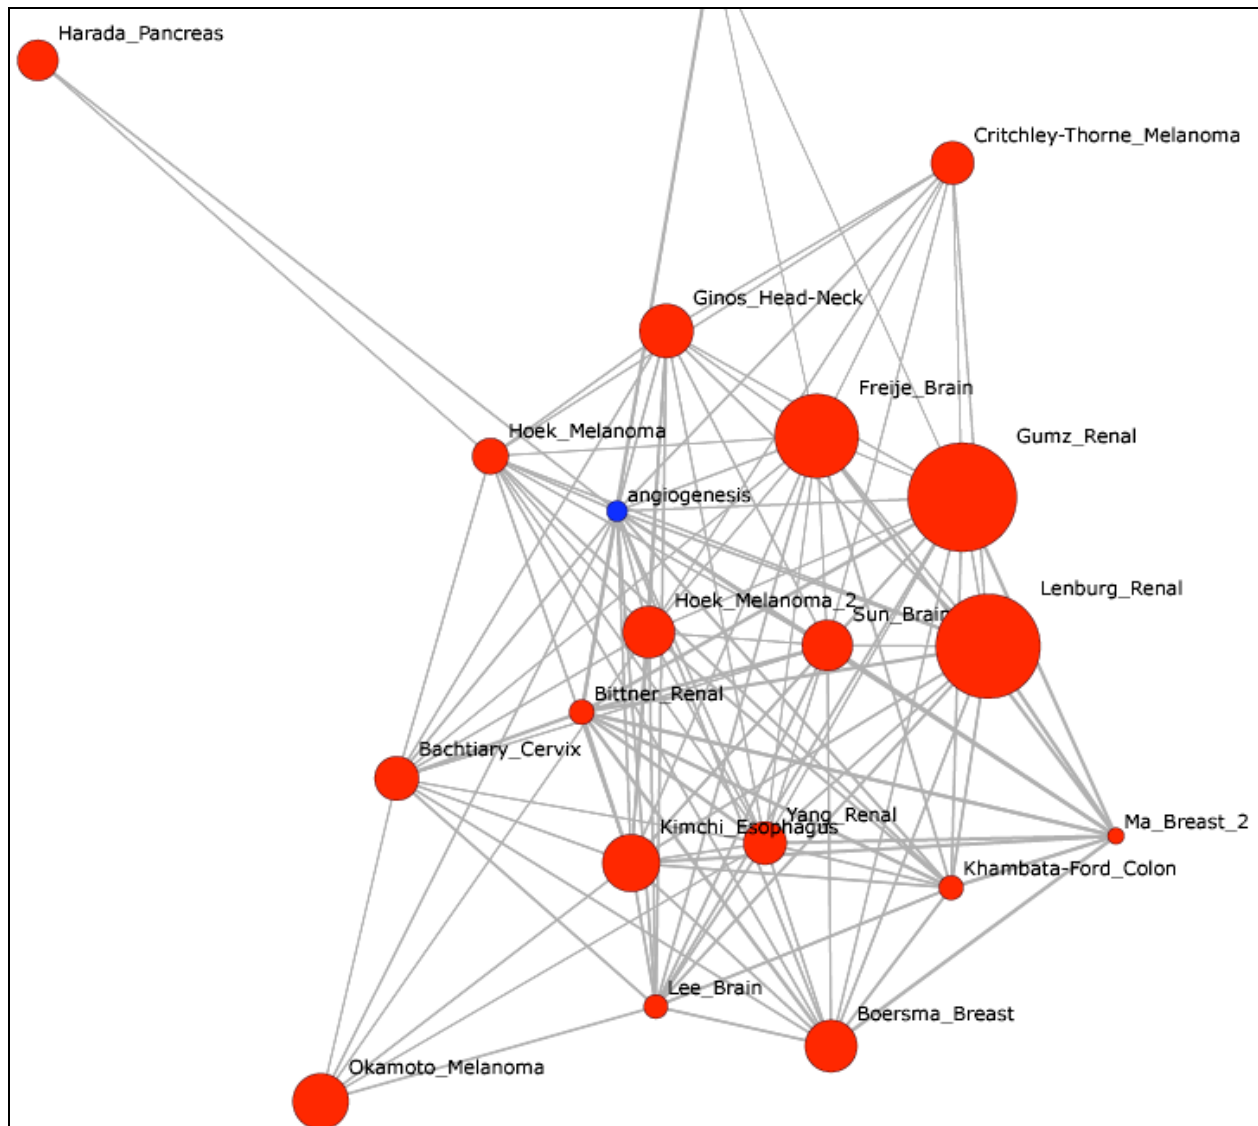 Harada_Pancreas
Critchley-Thorne_Melanoma
Ginos_Head-Neck
Freije_Brain
Hoek_Melanoma
Gumz_Renal
angiogenesis
Lenburg_Renal
Hoek_Melanoma_2
Sun_Brain
Bittner_Renal
Bachtiary_Cervix
Yang_Renal
Kimchi_Esophagus
Ma_Breast_2
Khambata-Ford_Colon
Lee_Brain
Boersma_Breast
Okamoto_Melanoma